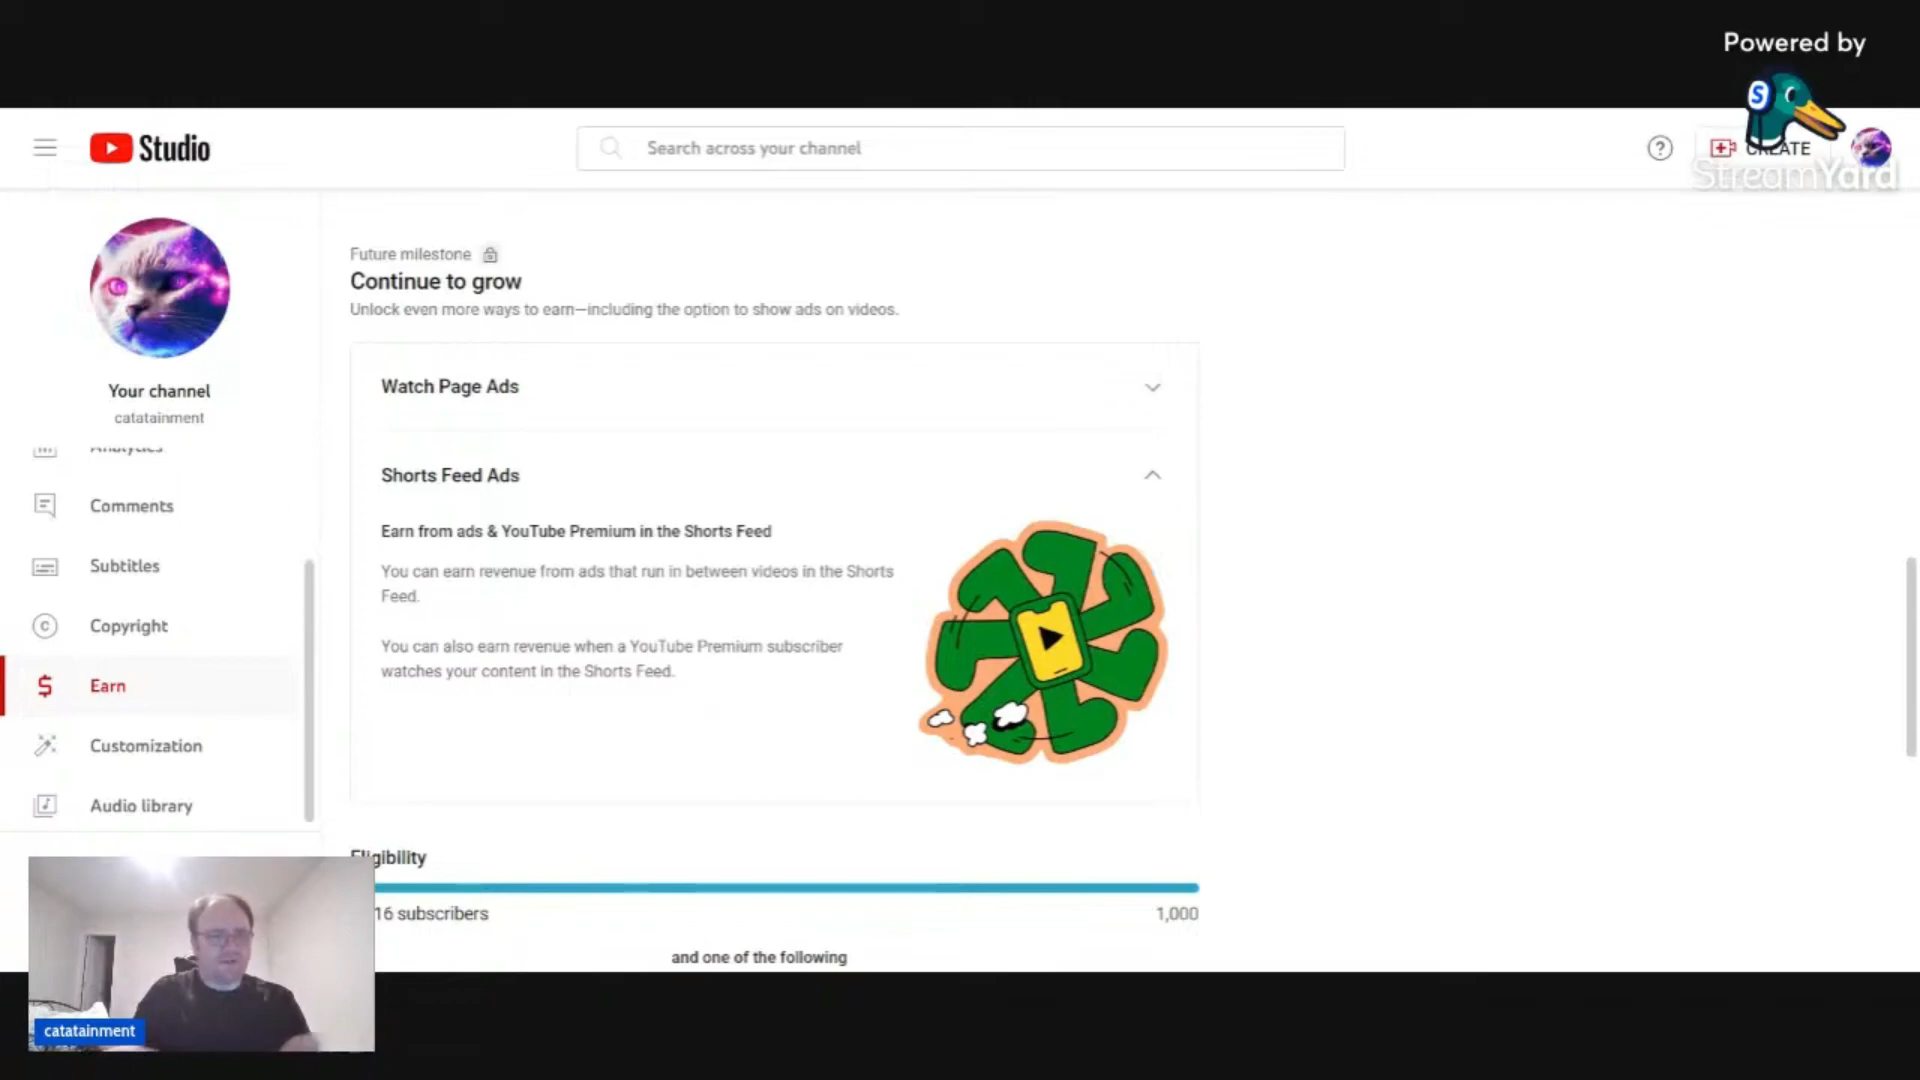 Powered by
StreamYard
Studio
Search across your channel
CREATE
Your channel
catatainment
Analytics
Comments
Subtitles
Copyright
Earn
Customization
Audio library
Future milestone
Continue to grow
Unlock even more ways to earn—including the option to show ads on videos.
Watch Page Ads
Shorts Feed Ads
Earn from ads & YouTube Premium in the Shorts Feed
You can earn revenue from ads that run in between videos in the Shorts
Feed.
You can also earn revenue when a YouTube Premium subscriber
watches your content in the Shorts Feed.
Eligibility
16 subscribers
1,000
and one of the following
catatainment